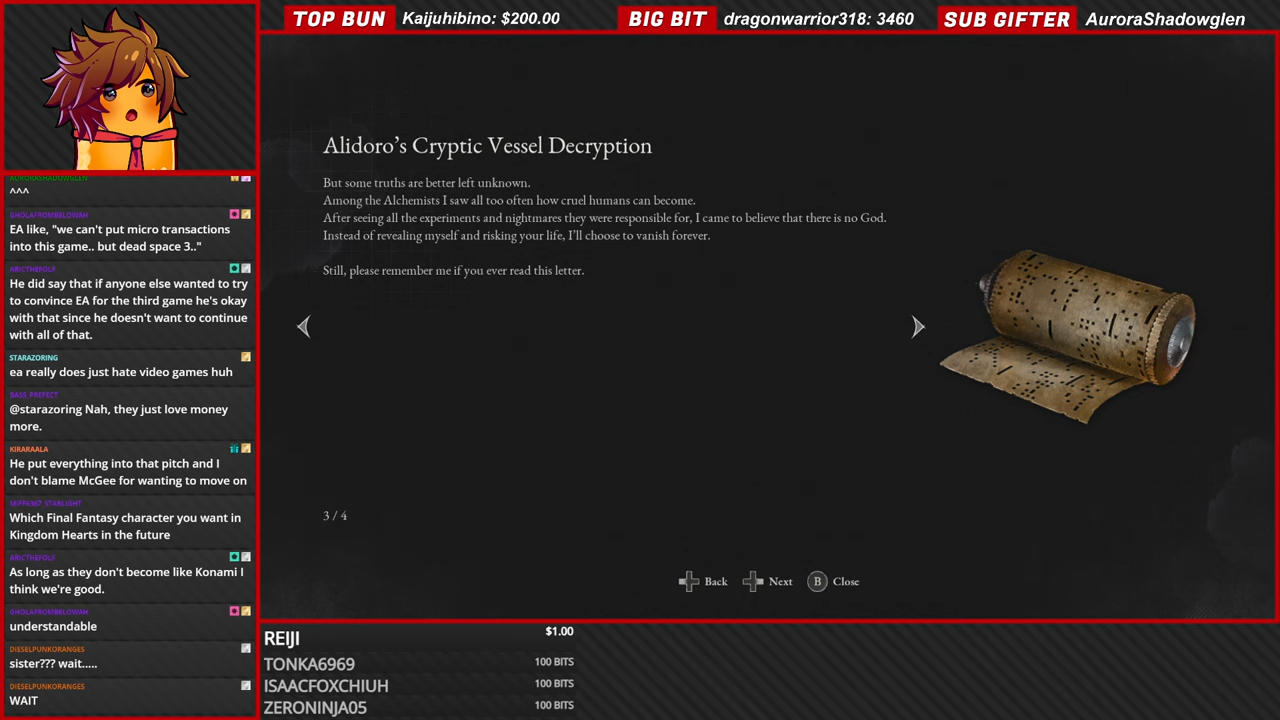 TOP BUN Kaijuhibino: $200.00 BIG BIT dragonwarrior318: 3460 SUB GIFTER AuroraShadowglen
AURORASHADOWGLEN
^^^
GHOLAFROMBELOWAH
EA like, "we can't put micro transactions
into this game.. but dead space 3.."
ARICTHEFOLF
He did say that if anyone else wanted to try
to convince EA for the third game he's okay
with that since he doesn't want to continue
with all of that.
STARAZORING
ea really does just hate video games huh
BASS_PREFECT
@starazoring Nah, they just love money
more.
KIRARAALA
He put everything into that pitch and I
don't blame McGee for wanting to move on
Which Final Fantasy character you want in
Kingdom Hearts in the future
ARICTHEFOLF
As long as they don't become like Konami I
think we're good.
GHOLAFROMBELOWAH
understandable
DIESELPUNKORANGES
sister??? wait.....
DIESELPUNKORANGES
WAIT
Alidoro's Cryptic Vessel Decryption
But some truths are better left unknown.
Among the Alchemists I saw all too often how cruel humans can become.
After seeing all the experiments and nightmares they were responsible for, I came to believe that there is no God.
Instead of revealing myself and risking your life, I'll choose to vanish forever.
Still, please remember me if you ever read this letter.
3 / 4
Back Next B Close
REIJI $1.00
TONKA6969 100 BITS
ISAACFOXCHIUH 100 BITS
ZERONINJA05 100 BITS